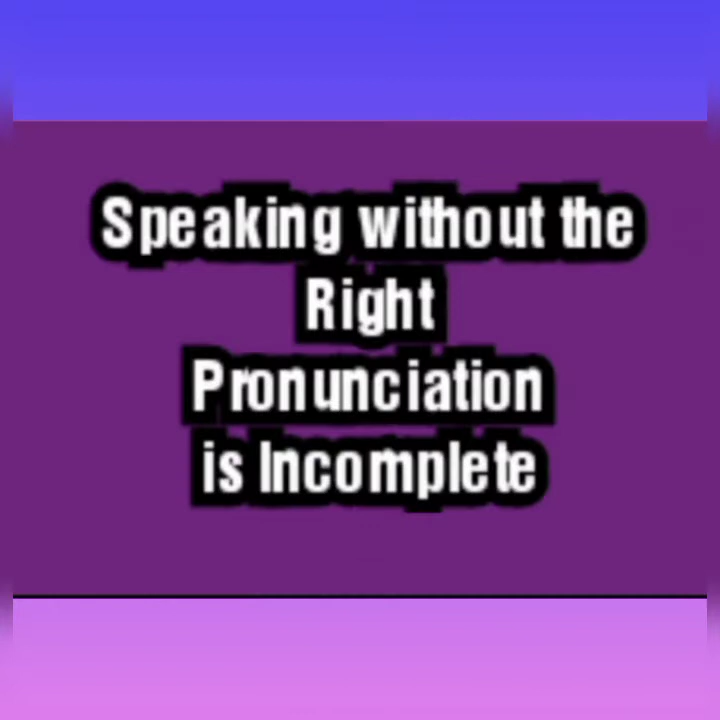 Speaking without the
Right
Pronunciation
is Incomplete